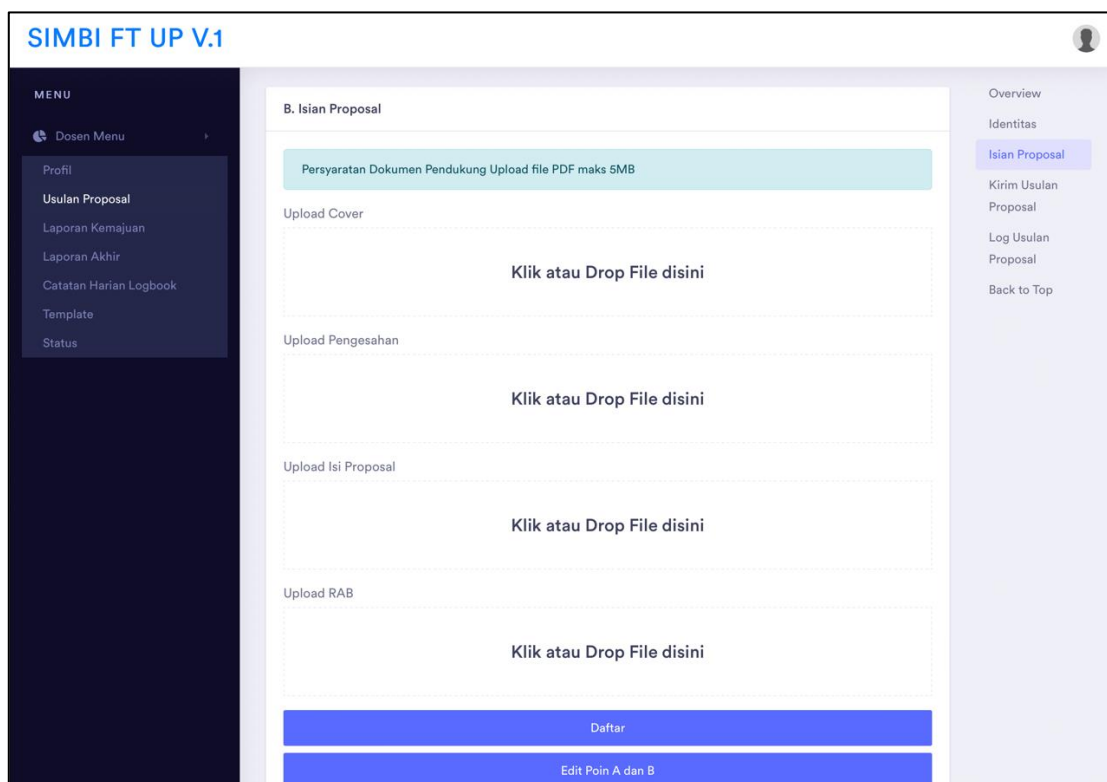 SIMBI FT UP V.1
MENU
Dosen Menu
Profil
Usulan Proposal
Laporan Kemajuan
Laporan Akhir
Catatan Harian Logbook
Template
Status
B. Isian Proposal
Persyaratan Dokumen Pendukung Upload file PDF maks 5MB
Upload Cover
Klik atau Drop File disini
Upload Pengesahan
Klik atau Drop File disini
Upload Isi Proposal
Klik atau Drop File disini
Upload RAB
Klik atau Drop File disini
Daftar
Edit Poin A dan B
Overview
Identitas
Isian Proposal
Kirim Usulan
Proposal
Log Usulan
Proposal
Back to Top